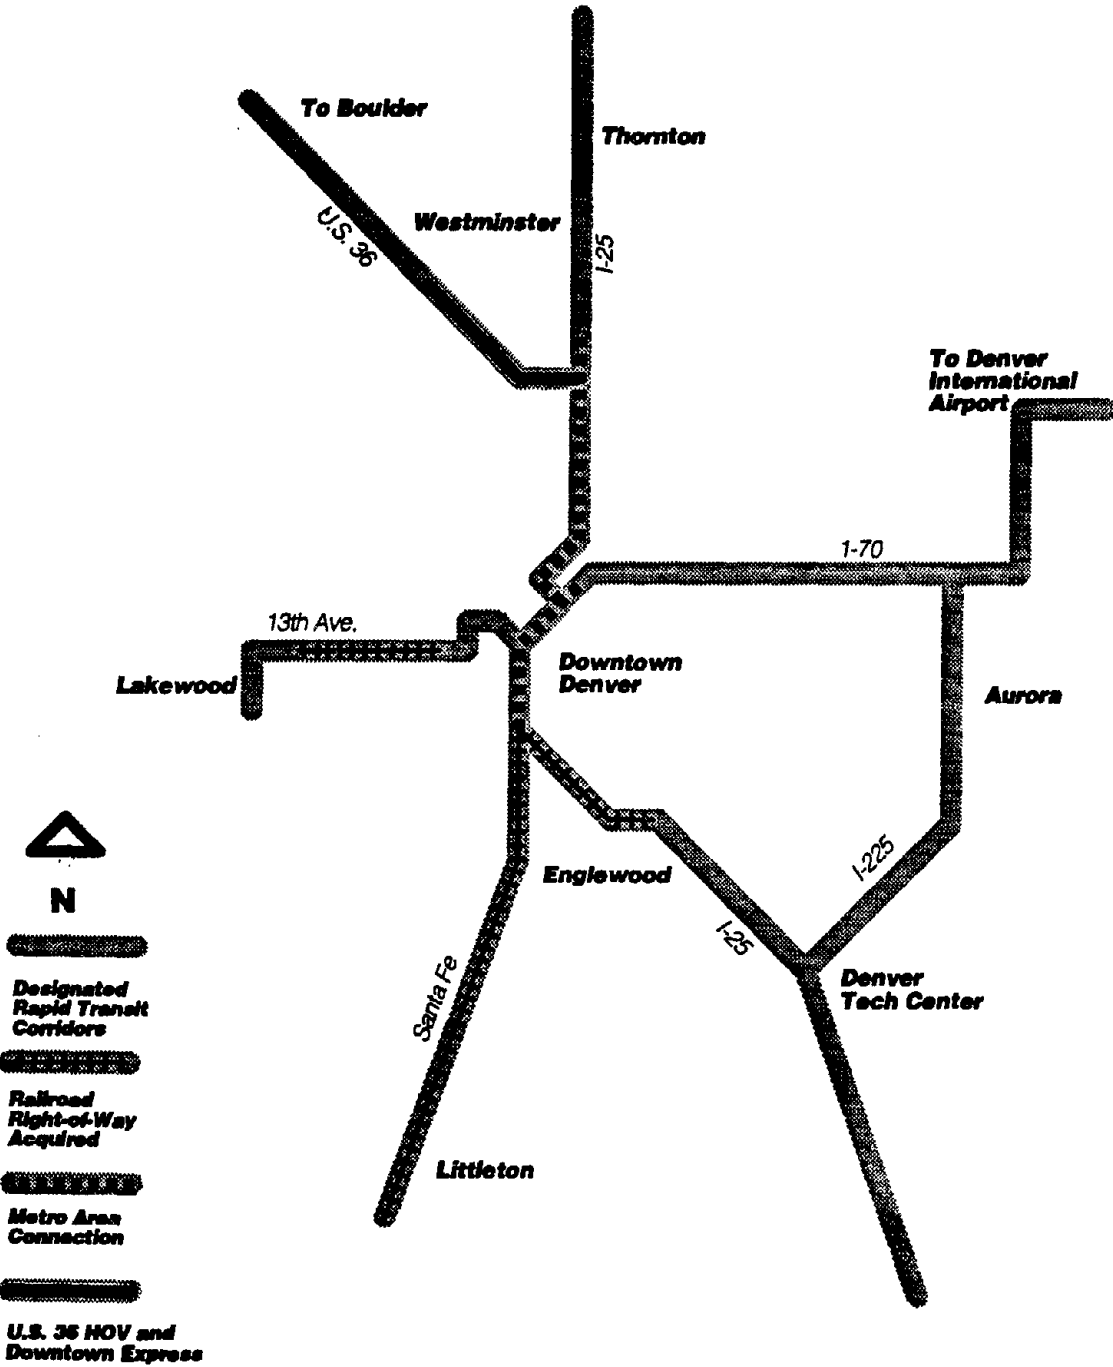 To Boulder
Thornton
Westminster
U.S. 36
I-25
To Denver
International
Airport
1-70
13th Ave.
Lakewood
Downtown
Denver
Aurora
N
Englewood
I-225
I-25
Santa Fe
Denver
Tech Center
Littleton
Designated
Rapid Transit
Corridors
Railroad
Right-of-Way
Acquired
Metro Area
Connection
U.S. 36 HOV and
Downtown Express